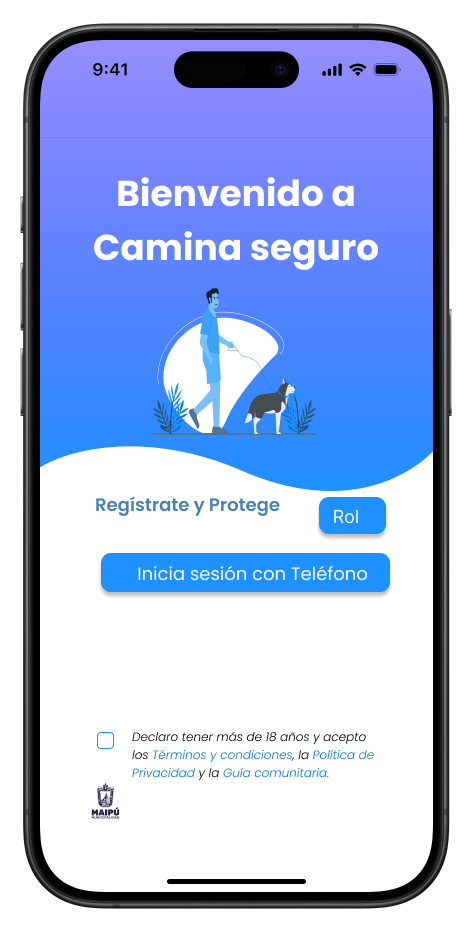 9:41
Bienvenido a
Camina seguro
Regístrate y Protege
Rol
Inicia sesión con Teléfono
Declaro tener más de 18 años y acepto
los Términos y condiciones, la Política de
Privacidad y la Guía comunitaria.
MAIPÚ
MUNICIPALIDAD